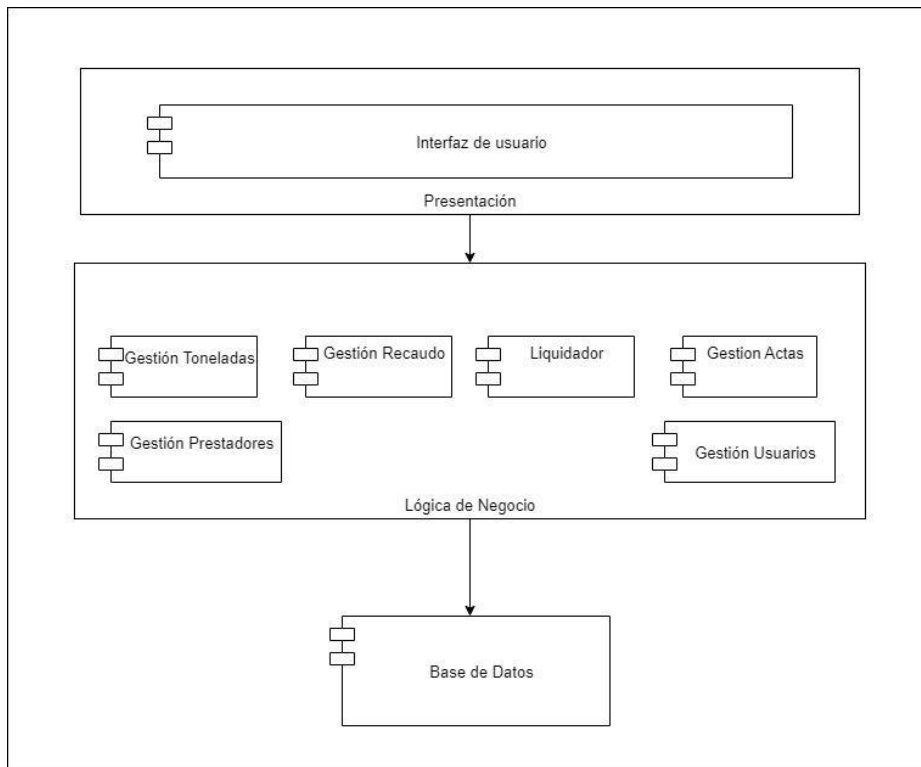 Interfaz de usuario
Presentación
Gestión Toneladas
Gestión Recaudo
Liquidador
Gestion Actas
Gestión Prestadores
Gestión Usuarios
Lógica de Negocio
Base de Datos